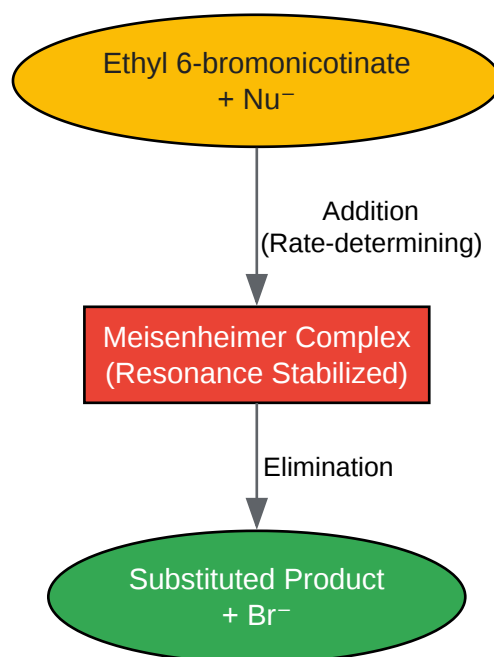 Ethyl 6-bromonicotinate
+ Nu⁻
Addition
(Rate-determining)
Meisenheimer Complex
(Resonance Stabilized)
Elimination
Substituted Product
+ Br⁻